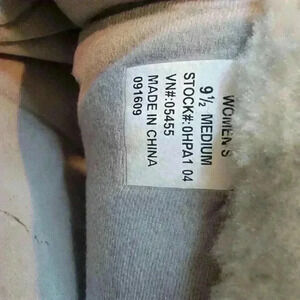 WOMEN'S
9½ MEDIUM
STOCK#:0HPA1 04
VN#:05455
MADE IN CHINA
091609